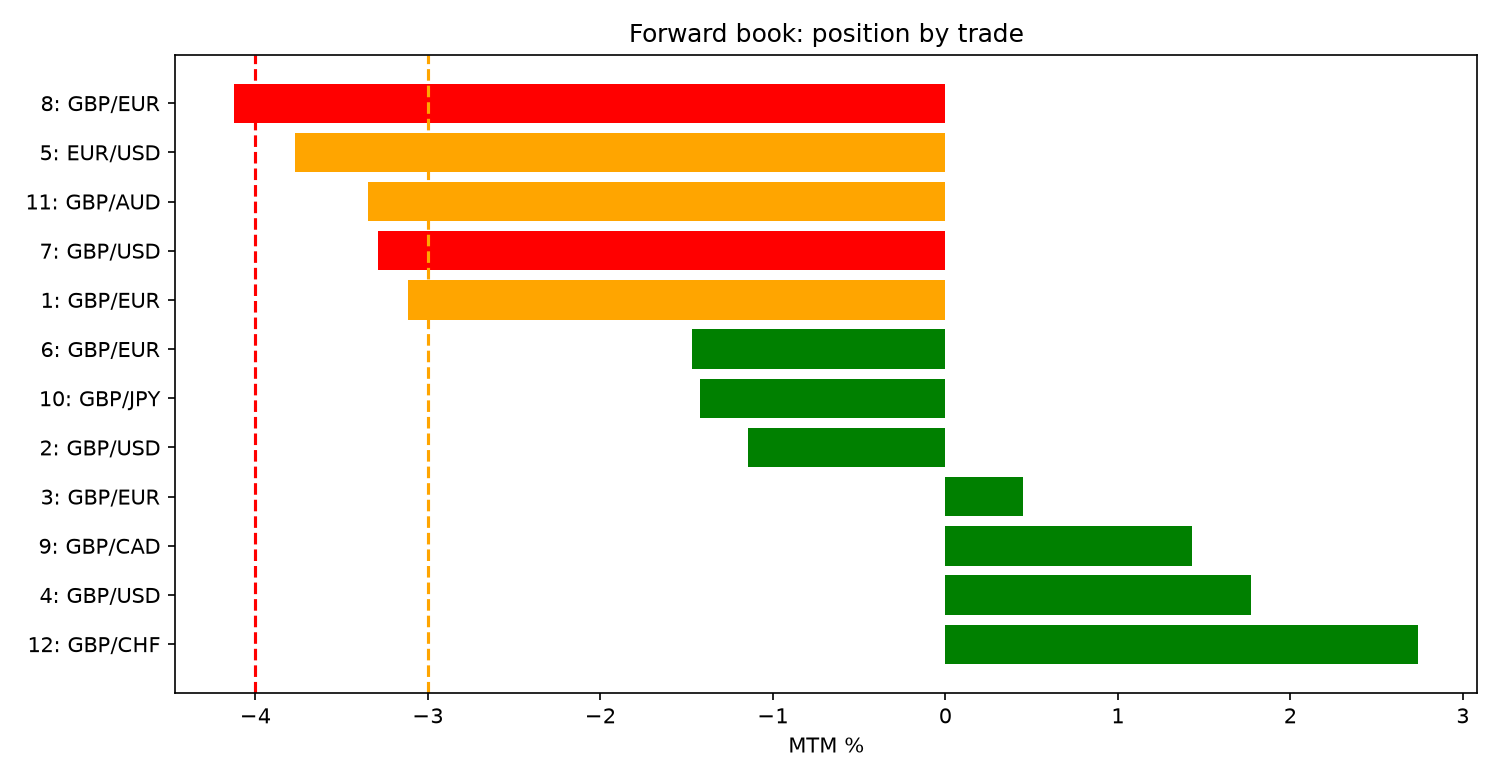 Forward book: position by trade
8: GBP/EUR
5: EUR/USD
11: GBP/AUD
7: GBP/USD
1: GBP/EUR
6: GBP/EUR
10: GBP/JPY
2: GBP/USD
3: GBP/EUR
9: GBP/CAD
4: GBP/USD
12: GBP/CHF
−4 −3 −2 −1 0 1 2 3
MTM %